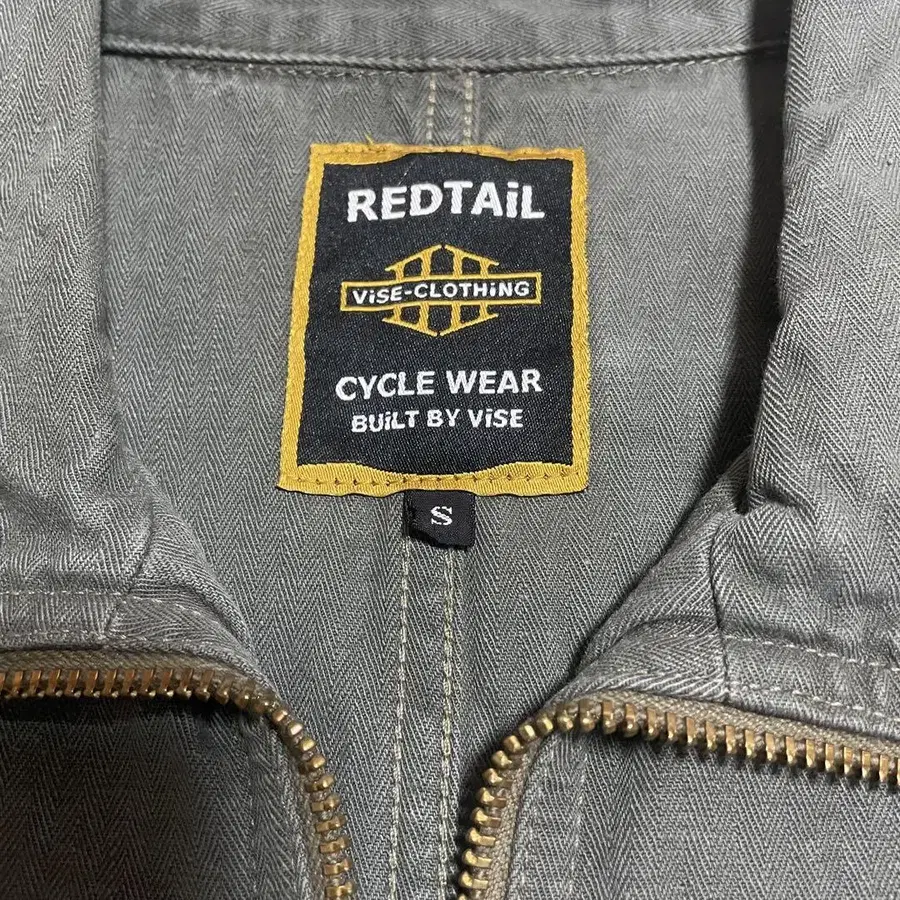 REDTAiL
ViSE-CLOTHiNG
CYCLE WEAR
BUiLT BY ViSE
S